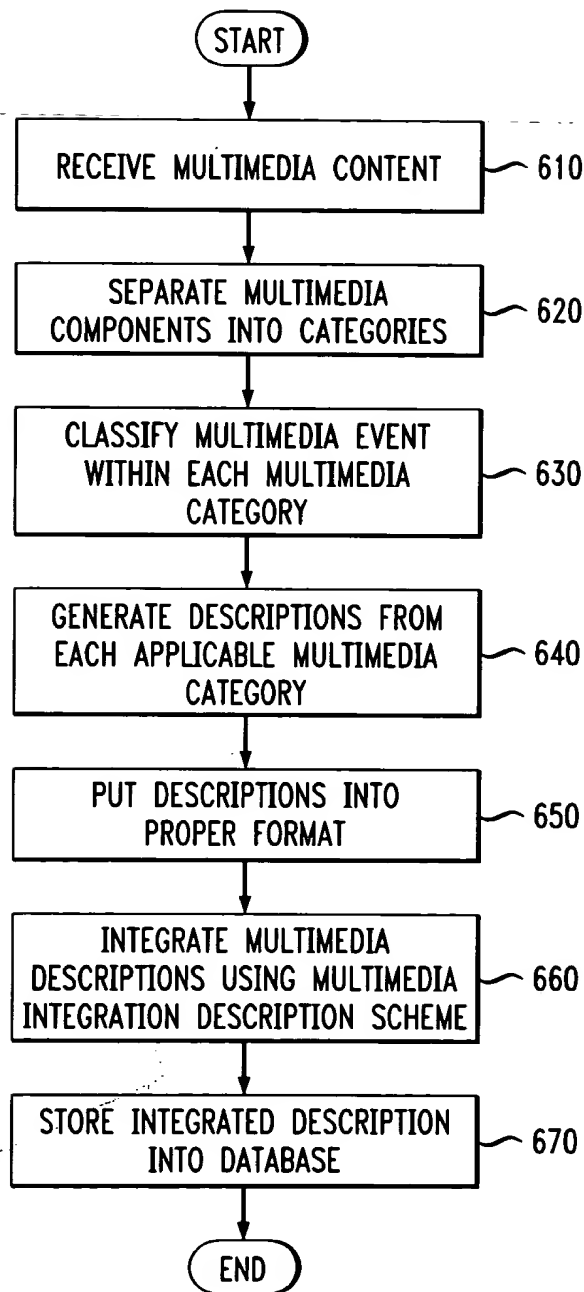 START
RECEIVE MULTIMEDIA CONTENT
610
SEPARATE MULTIMEDIA
COMPONENTS INTO CATEGORIES
620
CLASSIFY MULTIMEDIA EVENT
WITHIN EACH MULTIMEDIA
CATEGORY
630
GENERATE DESCRIPTIONS FROM
EACH APPLICABLE MULTIMEDIA
CATEGORY
640
PUT DESCRIPTIONS INTO
PROPER FORMAT
650
INTEGRATE MULTIMEDIA
DESCRIPTIONS USING MULTIMEDIA
INTEGRATION DESCRIPTION SCHEME
660
STORE INTEGRATED DESCRIPTION
INTO DATABASE
670
END